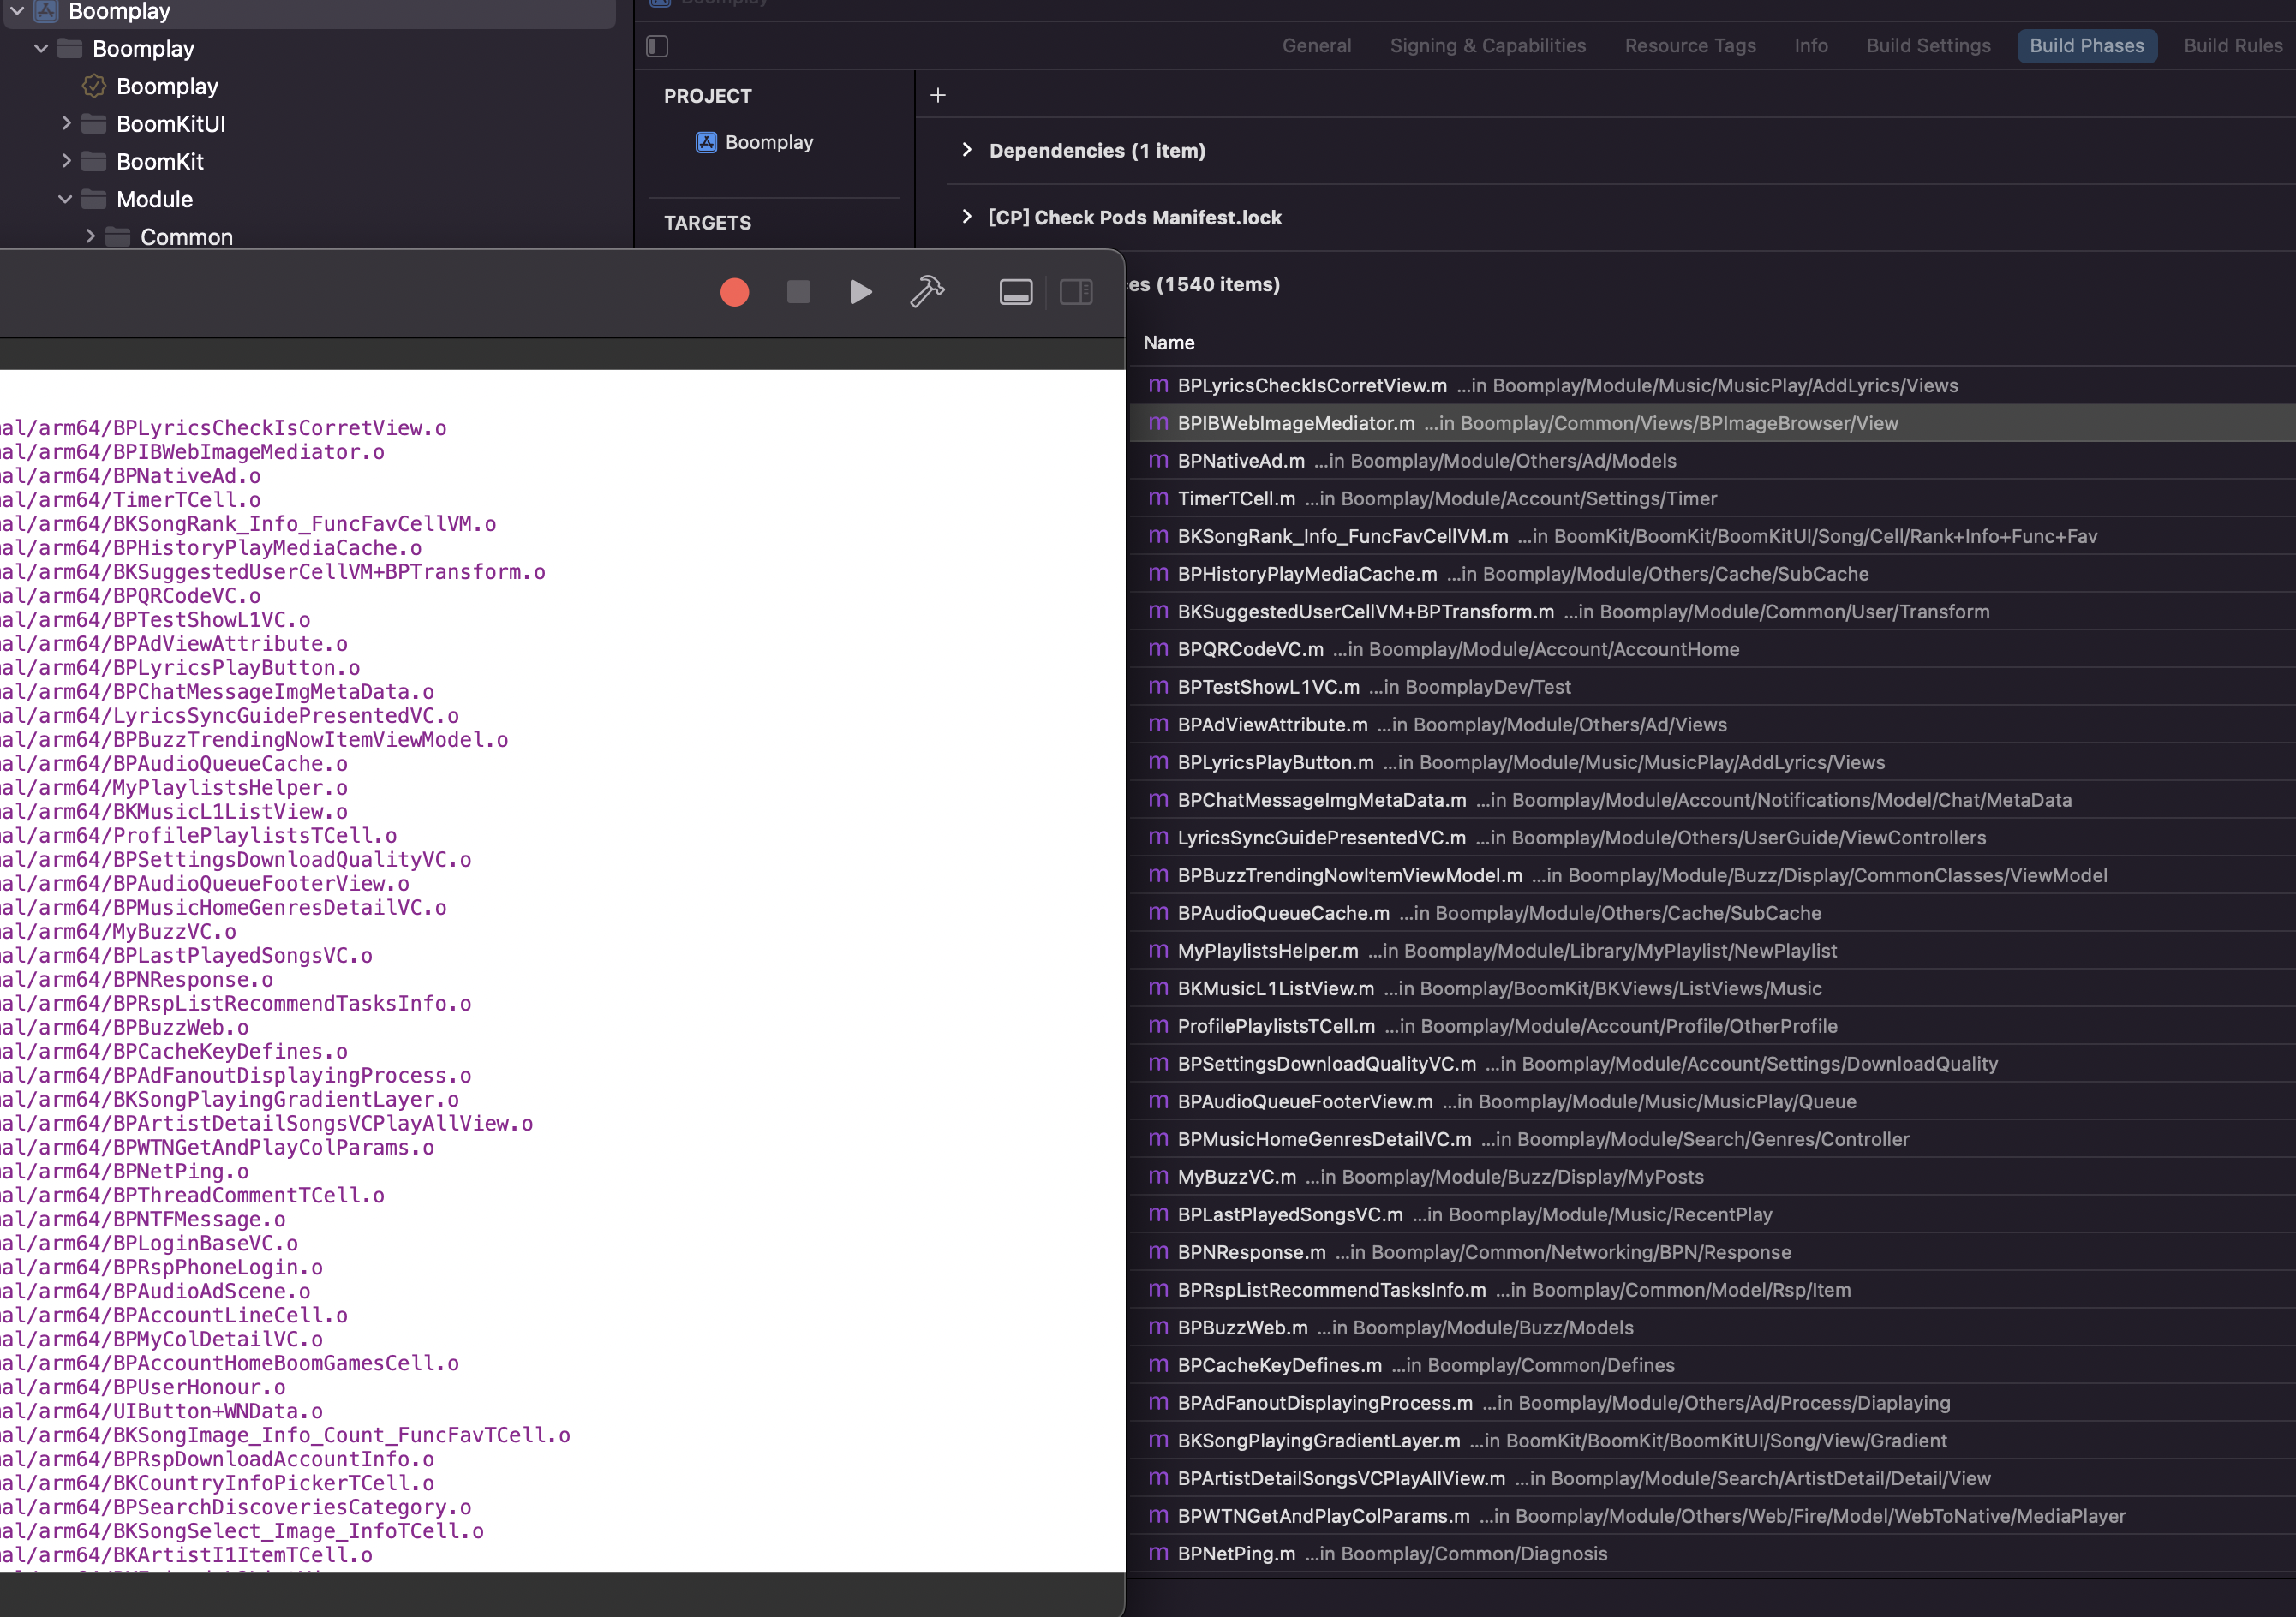 Boomplay
Boomplay
Boomplay
BoomKitUI
BoomKit
Module
Common
Boomplay
General Signing & Capabilities Resource Tags Info Build Settings Build Phases Build Rules
PROJECT
Boomplay
TARGETS
+
Dependencies (1 item)
[CP] Check Pods Manifest.lock
es (1540 items)
Name
al/arm64/BPLyricsCheckIsCorretView.o
al/arm64/BPIBWebImageMediator.o
al/arm64/BPNativeAd.o
al/arm64/TimerTCell.o
al/arm64/BKSongRank_Info_FuncFavCellVM.o
al/arm64/BPHistoryPlayMediaCache.o
al/arm64/BKSuggestedUserCellVM+BPTransform.o
al/arm64/BPQRCodeVC.o
al/arm64/BPTestShowL1VC.o
al/arm64/BPAdViewAttribute.o
al/arm64/BPLyricsPlayButton.o
al/arm64/BPChatMessageImgMetaData.o
al/arm64/LyricsSyncGuidePresentedVC.o
al/arm64/BPBuzzTrendingNowItemViewModel.o
al/arm64/BPAudioQueueCache.o
al/arm64/MyPlaylistsHelper.o
al/arm64/BKMusicL1ListView.o
al/arm64/ProfilePlaylistsTCell.o
al/arm64/BPSettingsDownloadQualityVC.o
al/arm64/BPAudioQueueFooterView.o
al/arm64/BPMusicHomeGenresDetailVC.o
al/arm64/MyBuzzVC.o
al/arm64/BPLastPlayedSongsVC.o
al/arm64/BPNResponse.o
al/arm64/BPRspListRecommendTasksInfo.o
al/arm64/BPBuzzWeb.o
al/arm64/BPCacheKeyDefines.o
al/arm64/BPAdFanoutDisplayingProcess.o
al/arm64/BKSongPlayingGradientLayer.o
al/arm64/BPArtistDetailSongsVCPlayAllView.o
al/arm64/BPWTNGetAndPlayColParams.o
al/arm64/BPNetPing.o
al/arm64/BPThreadCommentTCell.o
al/arm64/BPNTFMessage.o
al/arm64/BPLoginBaseVC.o
al/arm64/BPRspPhoneLogin.o
al/arm64/BPAudioAdScene.o
al/arm64/BPAccountLineCell.o
al/arm64/BPMyColDetailVC.o
al/arm64/BPAccountHomeBoomGamesCell.o
al/arm64/BPUserHonour.o
al/arm64/UIButton+WNData.o
al/arm64/BKSongImage_Info_Count_FuncFavTCell.o
al/arm64/BPRspDownloadAccountInfo.o
al/arm64/BKCountryInfoPickerTCell.o
al/arm64/BPSearchDiscoveriesCategory.o
al/arm64/BKSongSelect_Image_InfoTCell.o
al/arm64/BKArtistI1ItemTCell.o
m BPLyricsCheckIsCorretView.m ...in Boomplay/Module/Music/MusicPlay/AddLyrics/Views
m BPIBWebImageMediator.m ...in Boomplay/Common/Views/BPImageBrowser/View
m BPNativeAd.m ...in Boomplay/Module/Others/Ad/Models
m TimerTCell.m ...in Boomplay/Module/Account/Settings/Timer
m BKSongRank_Info_FuncFavCellVM.m ...in BoomKit/BoomKit/BoomKitUI/Song/Cell/Rank+Info+Func+Fav
m BPHistoryPlayMediaCache.m ...in Boomplay/Module/Others/Cache/SubCache
m BKSuggestedUserCellVM+BPTransform.m ...in Boomplay/Module/Common/User/Transform
m BPQRCodeVC.m ...in Boomplay/Module/Account/AccountHome
m BPTestShowL1VC.m ...in BoomplayDev/Test
m BPAdViewAttribute.m ...in Boomplay/Module/Others/Ad/Views
m BPLyricsPlayButton.m ...in Boomplay/Module/Music/MusicPlay/AddLyrics/Views
m BPChatMessageImgMetaData.m ...in Boomplay/Module/Account/Notifications/Model/Chat/MetaData
m LyricsSyncGuidePresentedVC.m ...in Boomplay/Module/Others/UserGuide/ViewControllers
m BPBuzzTrendingNowItemViewModel.m ...in Boomplay/Module/Buzz/Display/CommonClasses/ViewModel
m BPAudioQueueCache.m ...in Boomplay/Module/Others/Cache/SubCache
m MyPlaylistsHelper.m ...in Boomplay/Module/Library/MyPlaylist/NewPlaylist
m BKMusicL1ListView.m ...in Boomplay/BoomKit/BKViews/ListViews/Music
m ProfilePlaylistsTCell.m ...in Boomplay/Module/Account/Profile/OtherProfile
m BPSettingsDownloadQualityVC.m ...in Boomplay/Module/Account/Settings/DownloadQuality
m BPAudioQueueFooterView.m ...in Boomplay/Module/Music/MusicPlay/Queue
m BPMusicHomeGenresDetailVC.m ...in Boomplay/Module/Search/Genres/Controller
m MyBuzzVC.m ...in Boomplay/Module/Buzz/Display/MyPosts
m BPLastPlayedSongsVC.m ...in Boomplay/Module/Music/RecentPlay
m BPNResponse.m ...in Boomplay/Common/Networking/BPN/Response
m BPRspListRecommendTasksInfo.m ...in Boomplay/Common/Model/Rsp/Item
m BPBuzzWeb.m ...in Boomplay/Module/Buzz/Models
m BPCacheKeyDefines.m ...in Boomplay/Common/Defines
m BPAdFanoutDisplayingProcess.m ...in Boomplay/Module/Others/Ad/Process/Diaplaying
m BKSongPlayingGradientLayer.m ...in BoomKit/BoomKit/BoomKitUI/Song/View/Gradient
m BPArtistDetailSongsVCPlayAllView.m ...in Boomplay/Module/Search/ArtistDetail/Detail/View
m BPWTNGetAndPlayColParams.m ...in Boomplay/Module/Others/Web/Fire/Model/WebToNative/MediaPlayer
m BPNetPing.m ...in Boomplay/Common/Diagnosis